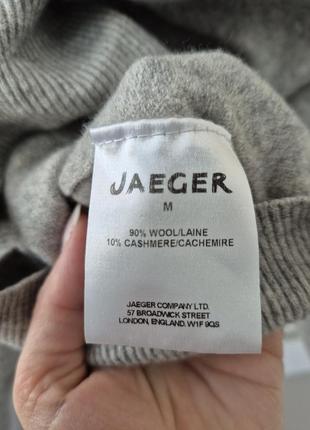 JAEGER
M
90% WOOL/LAINE
10% CASHMERE/CACHEMIRE
JAEGER COMPANY LTD.
57 BROADWICK STREET
LONDON, ENGLAND. W1F 9QS